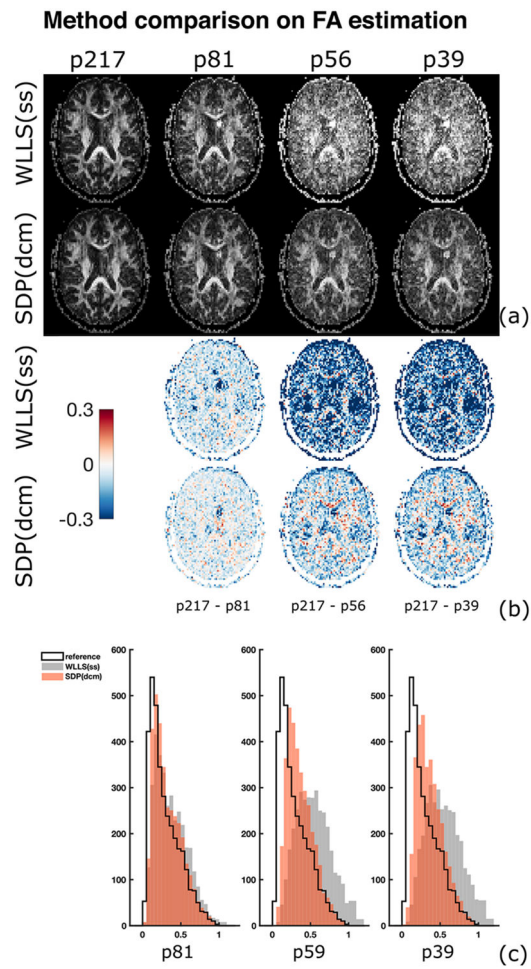 Method comparison on FA estimation
p217 p81 p56 p39
WLLS(ss)
SDP(dcm)
(a)
WLLS(ss)
0.3
0
-0.3
SDP(dcm)
p217 - p81 p217 - p56 p217 - p39
(b)
reference
WLLS(ss)
SDP(dcm)
600 600 600
500 500 500
400 400 400
300 300 300
200 200 200
100 100 100
0 0 0
0 0.5 1 0 0.5 1 0 0.5 1
p81 p59 p39
(c)